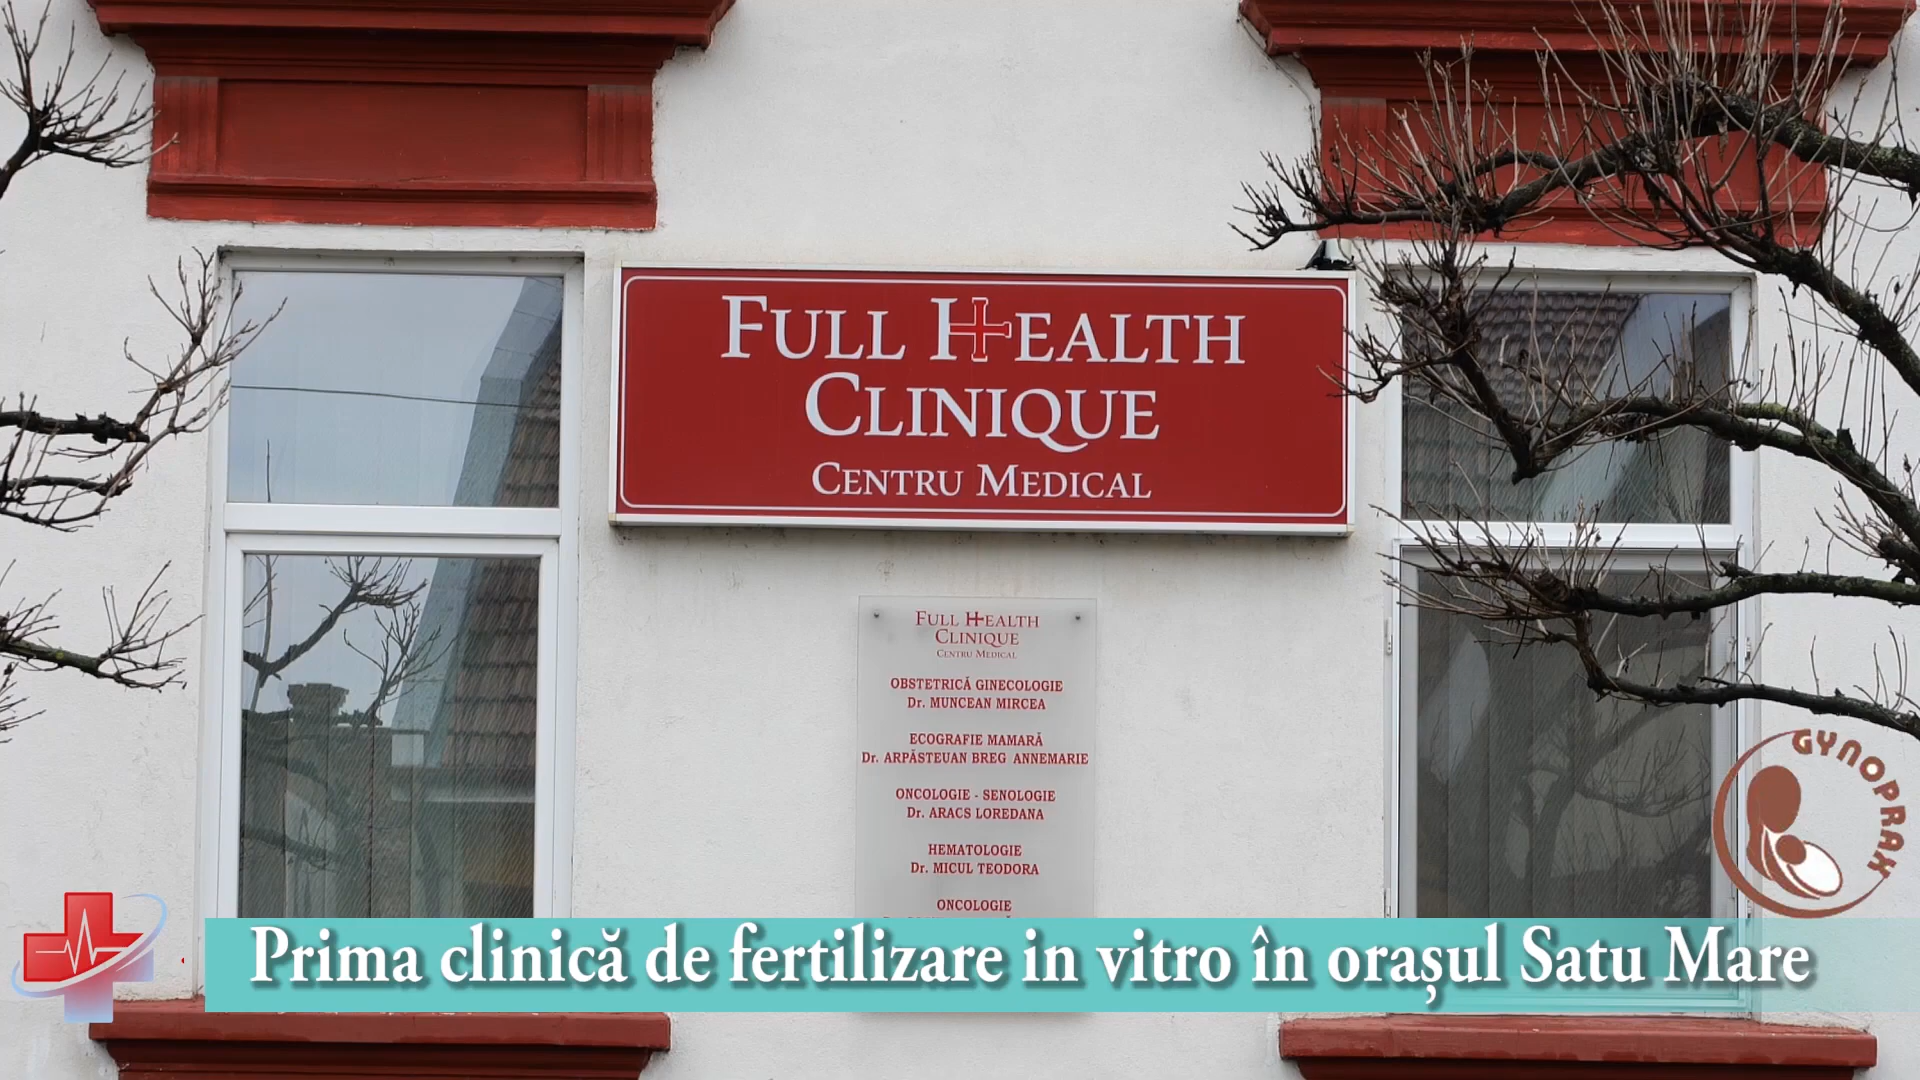 FULL HEALTH
CLINIQUE
CENTRU MEDICAL
FULL HEALTH
CLINIQUE
CENTRU MEDICAL
OBSTETRICĂ GINECOLOGIE
Dr. MUNCEAN MIRCEA
ECOGRAFIE MAMARĂ
Dr. ARPĂSTEUAN BREG ANNEMARIE
ONCOLOGIE - SENOLOGIE
Dr. ARACS LOREDANA
HEMATOLOGIE
Dr. MICUL TEODORA
ONCOLOGIE
GYNOPRAX
Prima clinică de fertilizare in vitro în orașul Satu Mare